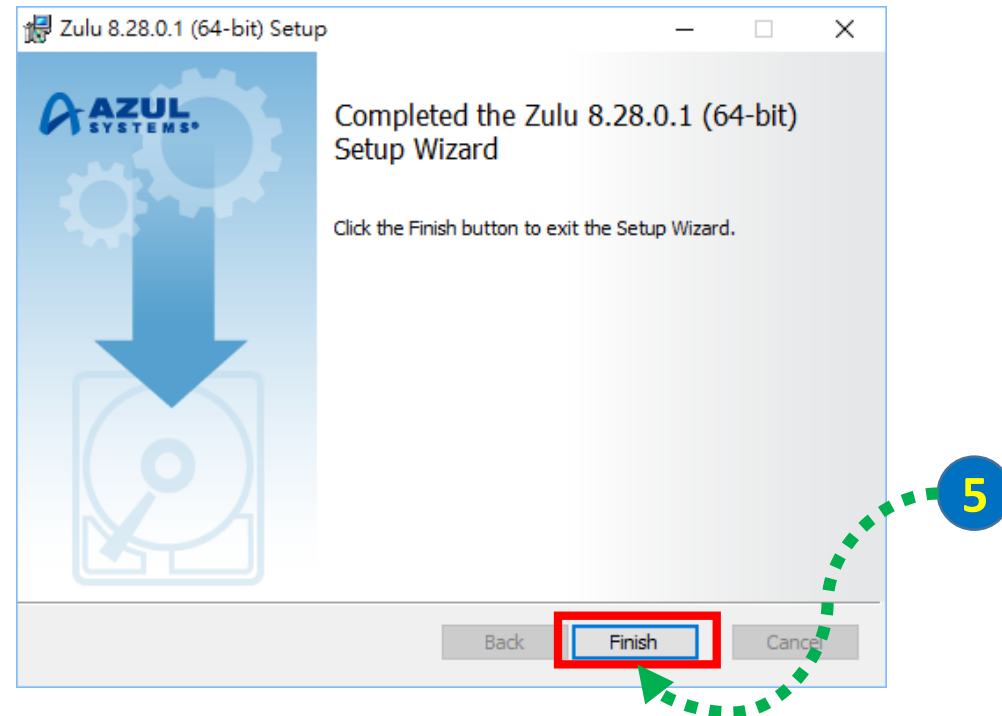 Zulu 8.28.0.1 (64-bit) Setup
AZUL
SYSTEMS®
Completed the Zulu 8.28.0.1 (64-bit)
Setup Wizard
Click the Finish button to exit the Setup Wizard.
5
Back
Finish
Cancel